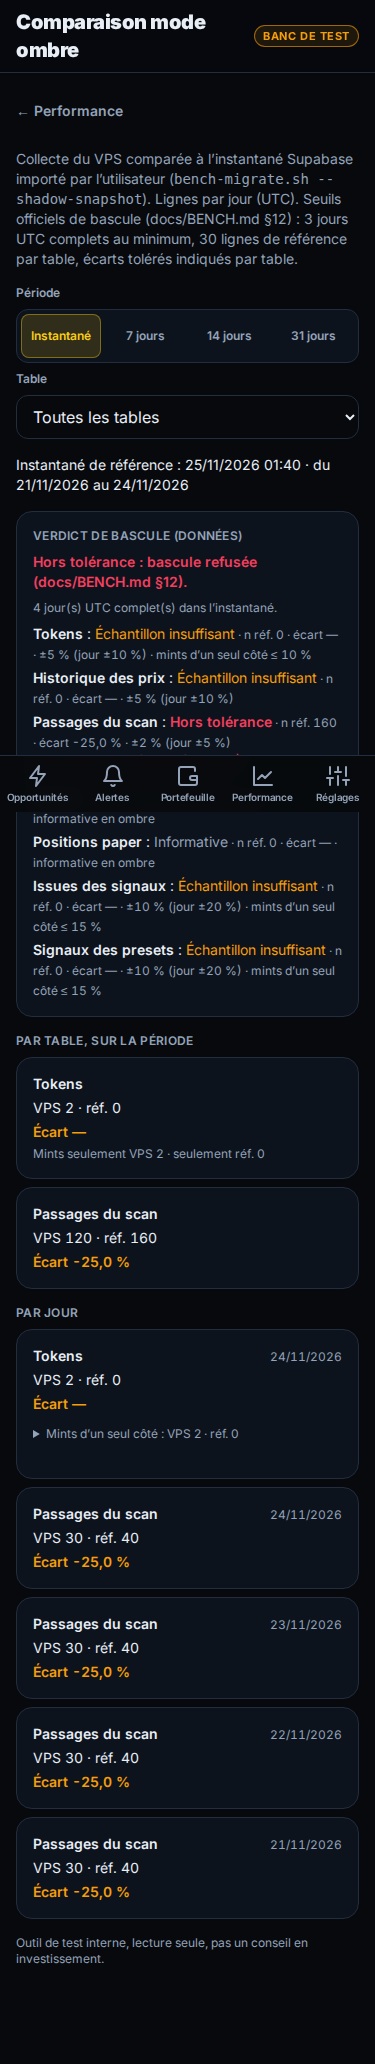 Comparaison mode
ombre
BANC DE TEST
← Performance
Collecte du VPS comparée à l’instantané Supabase
importé par l’utilisateur (bench-migrate.sh --
shadow-snapshot). Lignes par jour (UTC). Seuils
officiels de bascule (docs/BENCH.md §12) : 3 jours
UTC complets au minimum, 30 lignes de référence
par table, écarts tolérés indiqués par table.
Période
Instantané
7 jours
14 jours
31 jours
Table
Toutes les tables
Instantané de référence : 25/11/2026 01:40 · du
21/11/2026 au 24/11/2026
VERDICT DE BASCULE (DONNÉES)
Hors tolérance : bascule refusée
(docs/BENCH.md §12).
4 jour(s) UTC complet(s) dans l’instantané.
Tokens : Échantillon insuffisant · n réf. 0 · écart —
· ±5 % (jour ±10 %) · mints d’un seul côté ≤ 10 %
Historique des prix : Échantillon insuffisant · n
réf. 0 · écart — · ±5 % (jour ±10 %)
Passages du scan : Hors tolérance · n réf. 160
· écart -25,0 % · ±2 % (jour ±5 %)
Opportunités
Alertes
Portefeuille
Performance
Réglages
informative en ombre
Positions paper : Informative · n réf. 0 · écart — ·
informative en ombre
Issues des signaux : Échantillon insuffisant · n
réf. 0 · écart — · ±10 % (jour ±20 %) · mints d’un seul
côté ≤ 15 %
Signaux des presets : Échantillon insuffisant · n
réf. 0 · écart — · ±10 % (jour ±20 %) · mints d’un seul
côté ≤ 15 %
PAR TABLE, SUR LA PÉRIODE
Tokens
VPS 2 · réf. 0
Écart —
Mints seulement VPS 2 · seulement réf. 0
Passages du scan
VPS 120 · réf. 160
Écart -25,0 %
PAR JOUR
Tokens 24/11/2026
VPS 2 · réf. 0
Écart —
▶ Mints d’un seul côté : VPS 2 · réf. 0
Passages du scan 24/11/2026
VPS 30 · réf. 40
Écart -25,0 %
Passages du scan 23/11/2026
VPS 30 · réf. 40
Écart -25,0 %
Passages du scan 22/11/2026
VPS 30 · réf. 40
Écart -25,0 %
Passages du scan 21/11/2026
VPS 30 · réf. 40
Écart -25,0 %
Outil de test interne, lecture seule, pas un conseil en
investissement.